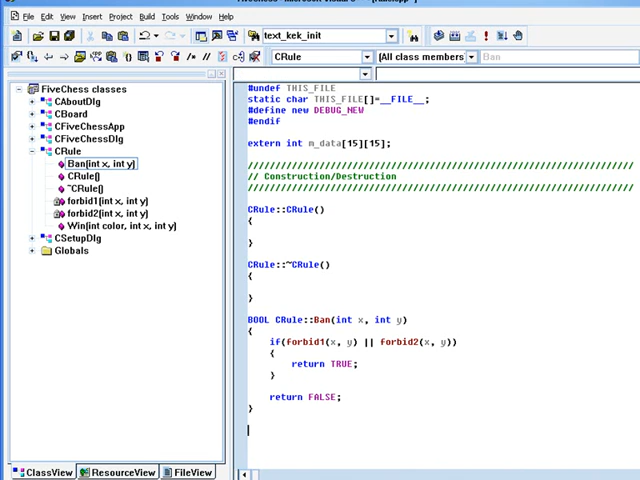 File Edit View Insert Project Build Tools Window Help
text_kek_init
CRule [All class members] Ban
FiveChess classes
CAboutDlg
CBoard
CFiveChessApp
CFiveChessDlg
CRule
Ban(int x, int y)
CRule()
~CRule()
forbid1(int x, int y)
forbid2(int x, int y)
Win(int color, int x, int y)
CSetupDlg
Globals
ClassView ResourceView FileView
#undef THIS_FILE
static char THIS_FILE[]=__FILE__;
#define new DEBUG_NEW
#endif
extern int m_data[15][15];
//////////////////////////////////////////////////////////////////////
// Construction/Destruction
//////////////////////////////////////////////////////////////////////
CRule::CRule()
{
}
CRule::~CRule()
{
}
BOOL CRule::Ban(int x, int y)
{
if(forbid1(x, y) || forbid2(x, y))
{
return TRUE;
}
return FALSE;
}